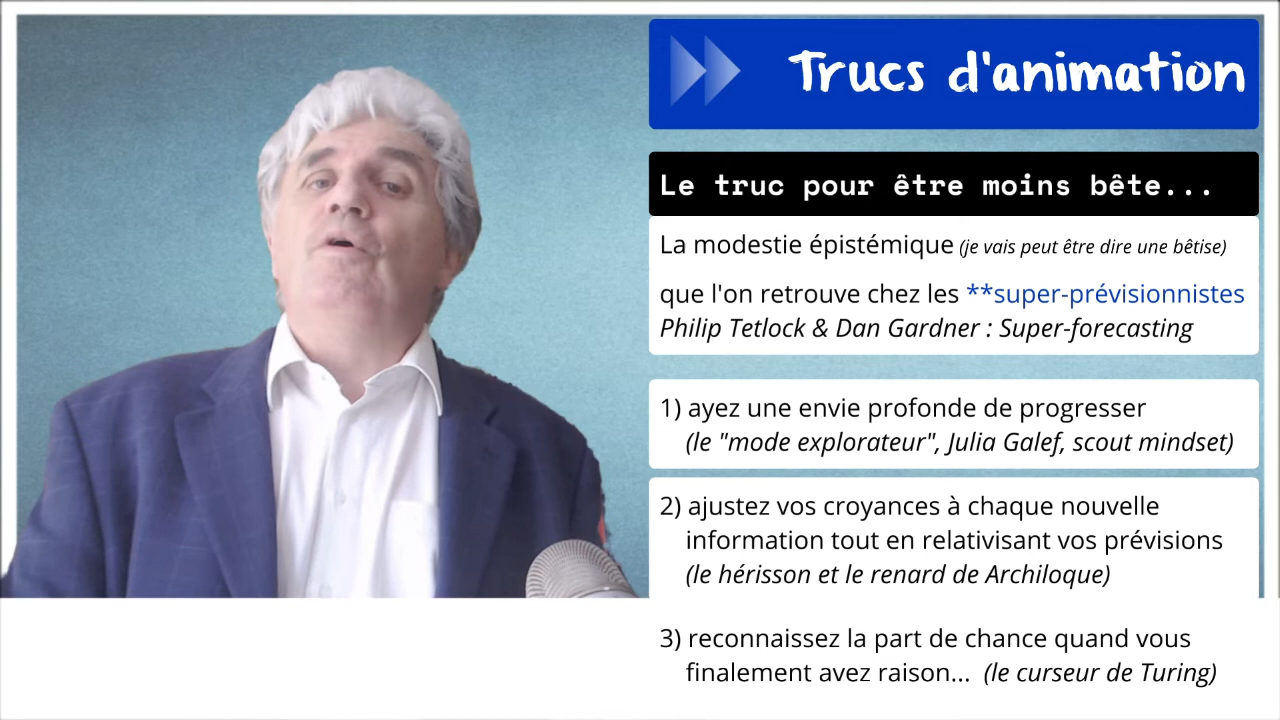 Trucs d'animation
Le truc pour être moins bête...
La modestie épistémique (je vais peut être dire une bêtise)
que l'on retrouve chez les **super-prévisionnistes
Philip Tetlock & Dan Gardner : Super-forecasting
1) ayez une envie profonde de progresser
(le "mode explorateur", Julia Galef, scout mindset)
2) ajustez vos croyances à chaque nouvelle
information tout en relativisant vos prévisions
(le hérisson et le renard de Archiloque)
3) reconnaissez la part de chance quand vous
finalement avez raison... (le curseur de Turing)